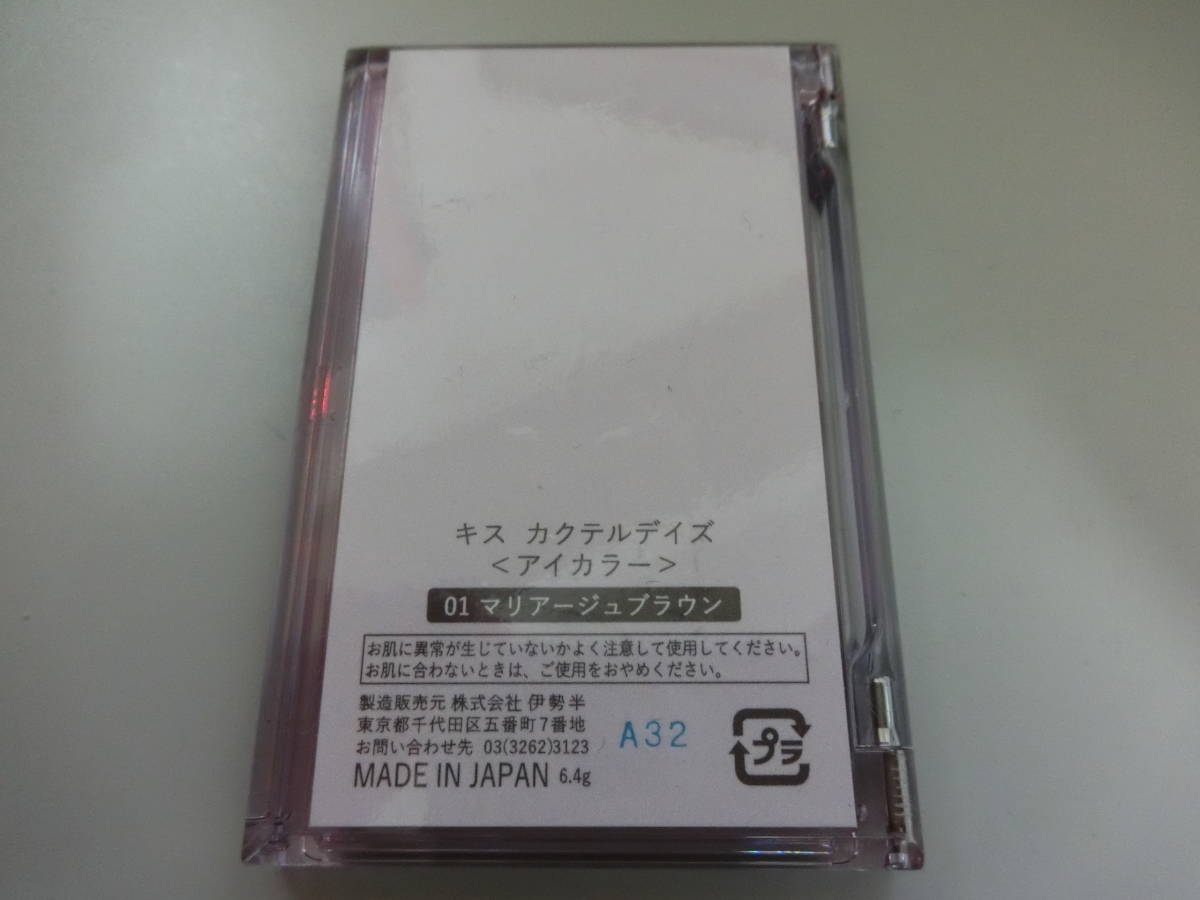 キス カクテルデイズ
＜アイカラー＞
01 マリアージュブラウン
お肌に異常が生じていないかよく注意して使用してください。
お肌に合わないときは、ご使用をおやめください。
製造販売元 株式会社 伊勢半
東京都千代田区五番町7番地
お問い合わせ先 03(3262)3123
A32
プラ
MADE IN JAPAN 6.4g